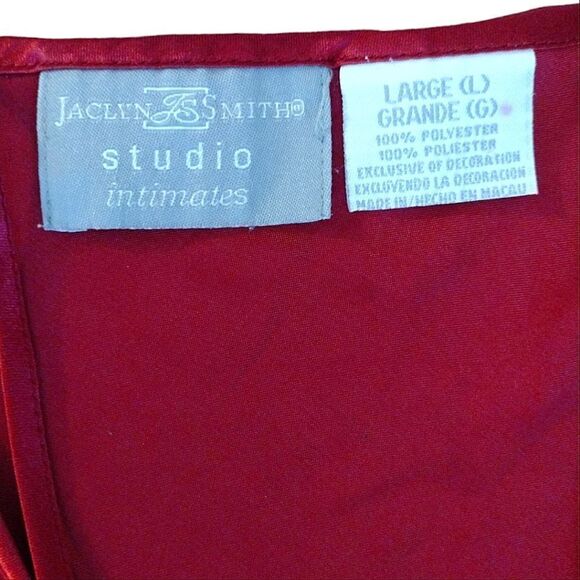 JACLYN JS SMITH®
studio
intimates
LARGE (L)
GRANDE (G)
100% POLYESTER
100% POLIESTER
EXCLUSIVE OF DECORATION
EXCLUYENDO LA DECORACION
MADE IN/HECHO EN MACAU